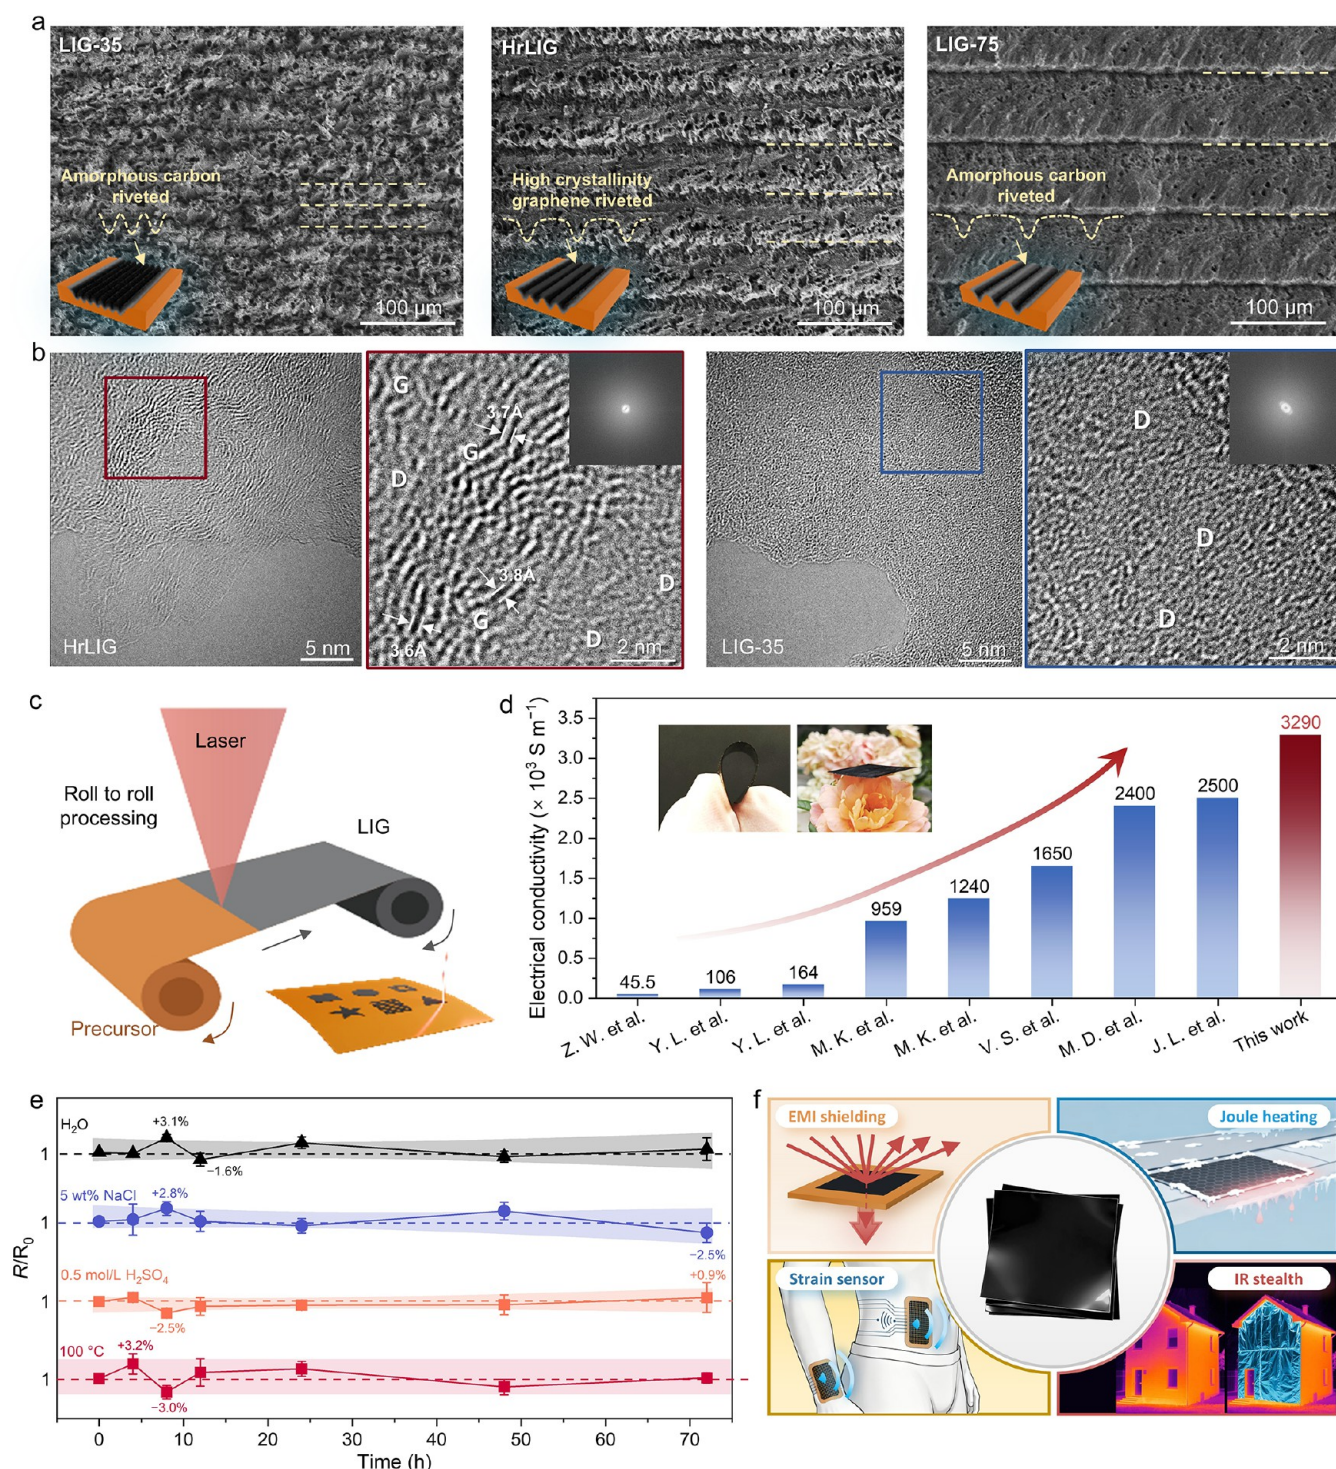 a
LIG-35
Amorphous carbon
riveted
100 µm
HrLIG
High crystallinity
graphene riveted
100 µm
LIG-75
Amorphous carbon
riveted
100 µm
b
HrLIG
5 nm
G
3.7Å
G
D
3.8Å
G
D
3.6Å
D
2 nm
LIG-35
5 nm
D
D
D
2 nm
c
Laser
Roll to roll
processing
LIG
Precursor
d
Electrical conductivity (× 10³ S m⁻¹)
3.5
3.0
2.5
2.0
1.5
1.0
0.5
0.0
45.5
106
164
959
1240
1650
2400
2500
3290
Z. W. et al.
Y. L. et al.
Y. L. et al.
M. K. et al.
M. K. et al.
V. S. et al.
M. D. et al.
J. L. et al.
This work
e
R/R₀
H₂O
+3.1%
−1.6%
1
5 wt% NaCl
+2.8%
−2.5%
1
0.5 mol/L H₂SO₄
−2.5%
+0.9%
1
100 °C
+3.2%
−3.0%
1
0
10
20
30
40
50
60
70
Time (h)
f
EMI shielding
Joule heating
Strain sensor
IR stealth